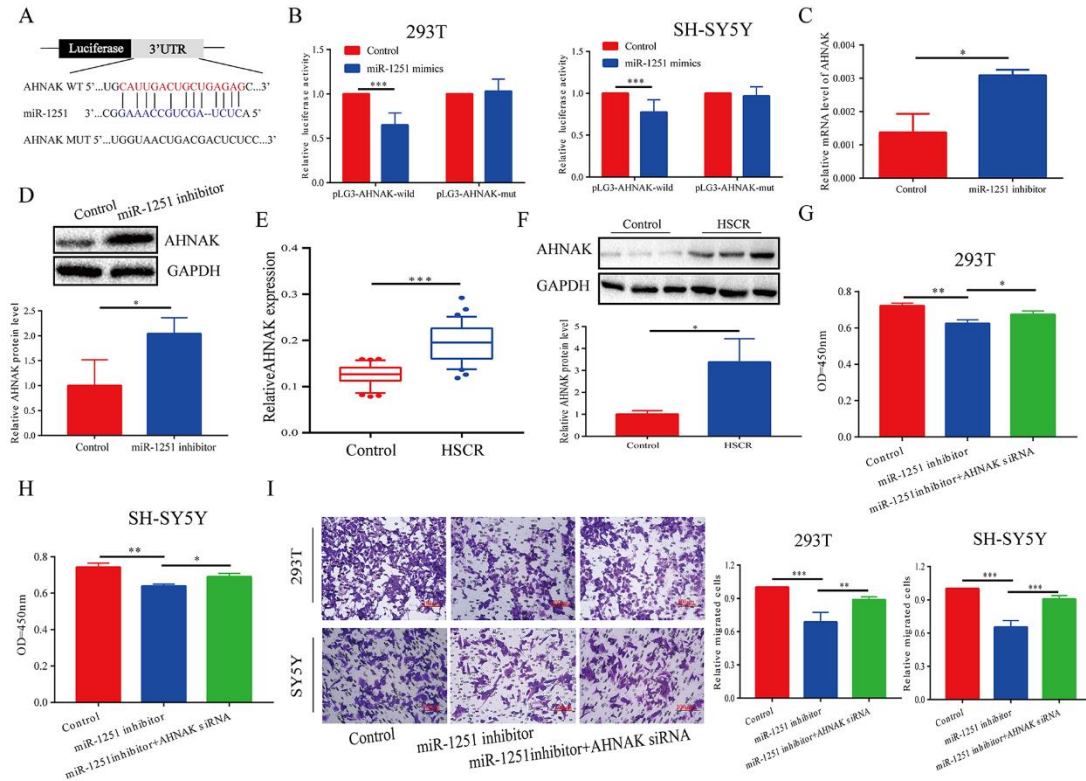 A
Luciferase 3'UTR
AHNAK WT 5'...UGCAUUGACUGCUGAGAGC...3'
miR-1251 3'...CGGAAACCGUCGA--UCUCA 5'
AHNAK MUT 5'...UGGUAACUGACGACUCUCC...3'
B
293T
Control
miR-1251 mimics
Relative luciferase activity
1.5
1.0
0.5
0.0
***
pLG3-AHNAK-wild pLG3-AHNAK-mut
SH-SY5Y
Control
miR-1251 mimics
Relative luciferase activity
1.5
1.0
0.5
0.0
***
pLG3-AHNAK-wild pLG3-AHNAK-mut
C
Relative mRNA level of AHNAK
0.004
0.003
0.002
0.001
0.000
*
Control miR-1251 inhibitor
D
Control miR-1251 inhibitor
AHNAK
GAPDH
Relative AHNAK protein level
2.5
2.0
1.5
1.0
0.5
0.0
*
Control miR-1251 inhibitor
E
RelativeAHNAK expression
0.3
0.2
0.1
0.0
***
Control HSCR
F
Control HSCR
AHNAK
GAPDH
Relative AHNAK protein level
5
4
3
2
1
0
*
Control HSCR
G
293T
OD=450nm
0.8
0.6
0.4
0.2
0.0
** *
Control
miR-1251 inhibitor
miR-1251inhibitor+AHNAK siRNA
H
SH-SY5Y
OD=450nm
0.8
0.6
0.4
0.2
0.0
** *
Control
miR-1251 inhibitor
miR-1251inhibitor+AHNAK siRNA
I
293T
SY5Y
Control
miR-1251 inhibitor
miR-1251inhibitor+AHNAK siRNA
293T
Relative migrated cells
1.2
0.9
0.6
0.3
0.0
*** **
Control
miR-1251 inhibitor
miR-1251inhibitor+AHNAK siRNA
SH-SY5Y
Relative migrated cells
1.2
0.9
0.6
0.3
0.0
*** ***
Control
miR-1251 inhibitor
miR-1251inhibitor+AHNAK siRNA